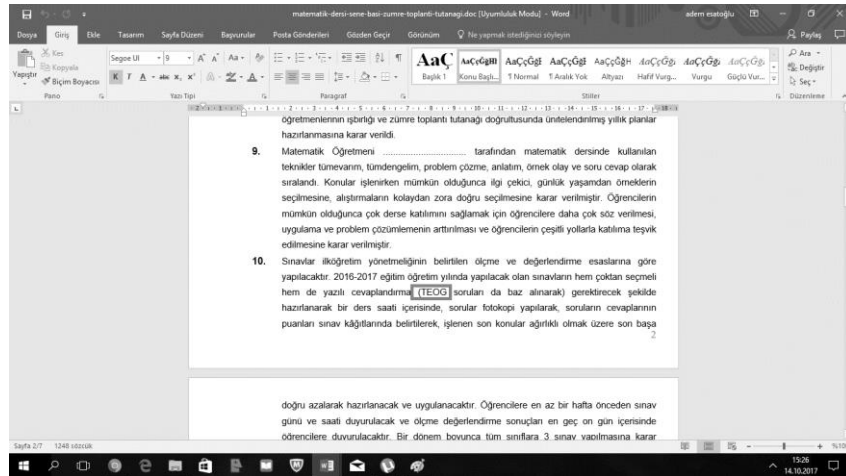 matematik-dersi-sene-basi-zumre-toplanti-tutanagi.doc [Uyumluluk Modu] - Word
adem esatoğlu
Dosya Giriş Ekle Tasarım Sayfa Düzeni Başvurular Posta Gönderileri Gözden Geçir Görünüm Ne yapmak istediğinizi söyleyin Paylaş
Yapıştır
Kes
Kopyala
Biçim Boyacısı
Segoe UI 9
Pano
Yazı Tipi
Paragraf
Başlık 1 Konu Başlı... Normal Aralık Yok Altyazı Hafif Vurg... Vurgu Güçlü Vur...
Stiller
Ara
Değiştir
Seç
Düzenleme
öğretmenlerinin işbirliği ve zümre toplantı tutanağı doğrultusunda ünitelendirilmiş yıllık planlar
hazırlanmasına karar verildi.
9. Matematik Öğretmeni .............................. tarafından matematik dersinde kullanılan
teknikler tümevarım, tümdengelim, problem çözme, anlatım, örnek olay ve soru cevap olarak
sıralandı. Konular işlenirken mümkün olduğunca ilgi çekici, günlük yaşamdan örneklerin
seçilmesine, alıştırmaların kolaydan zora doğru seçilmesine karar verilmiştir. Öğrencilerin
mümkün olduğunca çok derse katılımını sağlamak için öğrencilere daha çok söz verilmesi,
uygulama ve problem çözümlemenin arttırılması ve öğrencilerin çeşitli yollarla katılıma teşvik
edilmesine karar verilmiştir.
10. Sınavlar ilköğretim yönetmeliğinin belirtilen ölçme ve değerlendirme esaslarına göre
yapılacaktır. 2016-2017 eğitim öğretim yılında yapılacak olan sınavların hem çoktan seçmeli
hem de yazılı cevaplandırma (TEOG soruları da baz alınarak) gerektirecek şekilde
hazırlanarak bir ders saati içerisinde, sorular fotokopi yapılarak, soruların cevaplarının
puanları sınav kâğıtlarında belirtilerek, işlenen son konular ağırlıklı olmak üzere son başa
2
doğru azalarak hazırlanacak ve uygulanacaktır. Öğrencilere en az bir hafta önceden sınav
günü ve saati duyurulacak ve ölçme değerlendirme sonuçları en geç on gün içerisinde
öğrencilere duyurulacaktır. Bir dönem boyunca tüm sınıflara 3 sınav yapılmasına karar
Sayfa 2/7 1248 sözcük
%10
15:26
14.10.2017